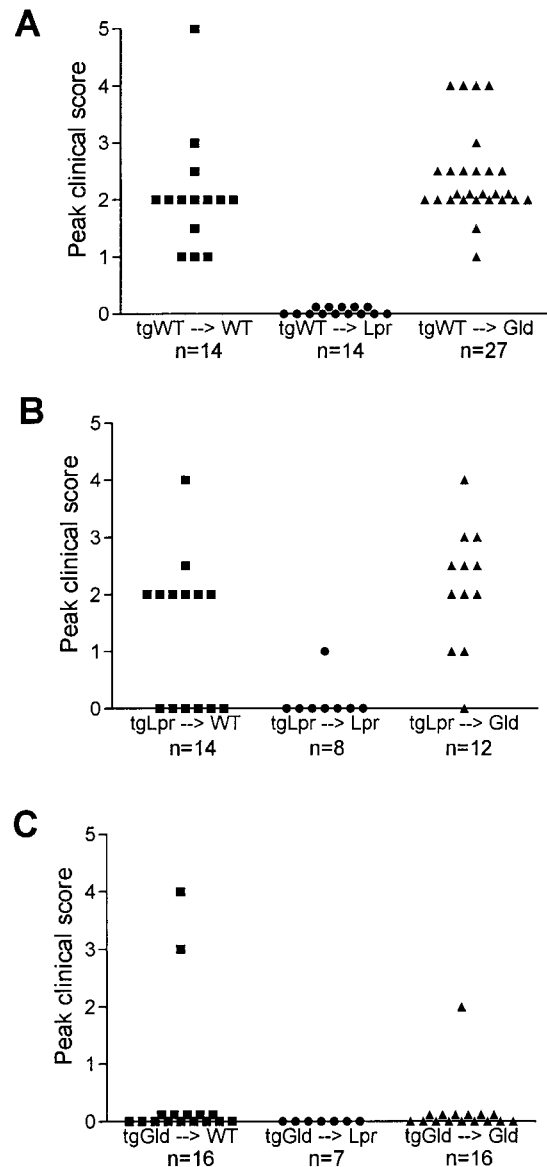 A
Peak clinical score
5
4
3
2
1
0
tgWT --> WT tgWT --> Lpr tgWT --> Gld
n=14 n=14 n=27
B
Peak clinical score
5
4
3
2
1
0
tgLpr --> WT tgLpr --> Lpr tgLpr --> Gld
n=14 n=8 n=12
C
Peak clinical score
5
4
3
2
1
0
tgGld --> WT tgGld --> Lpr tgGld --> Gld
n=16 n=7 n=16